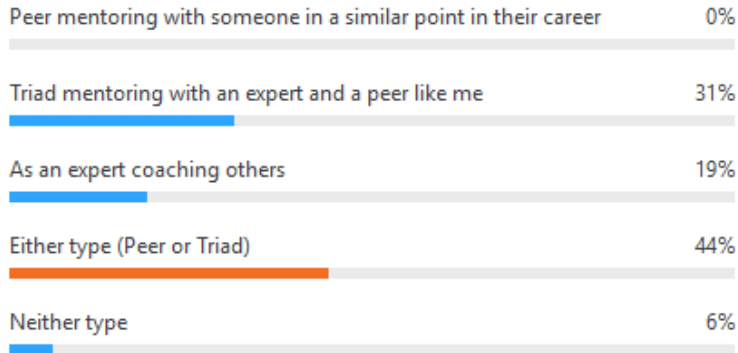 Peer mentoring with someone in a similar point in their career 0%
Triad mentoring with an expert and a peer like me 31%
As an expert coaching others 19%
Either type (Peer or Triad) 44%
Neither type 6%